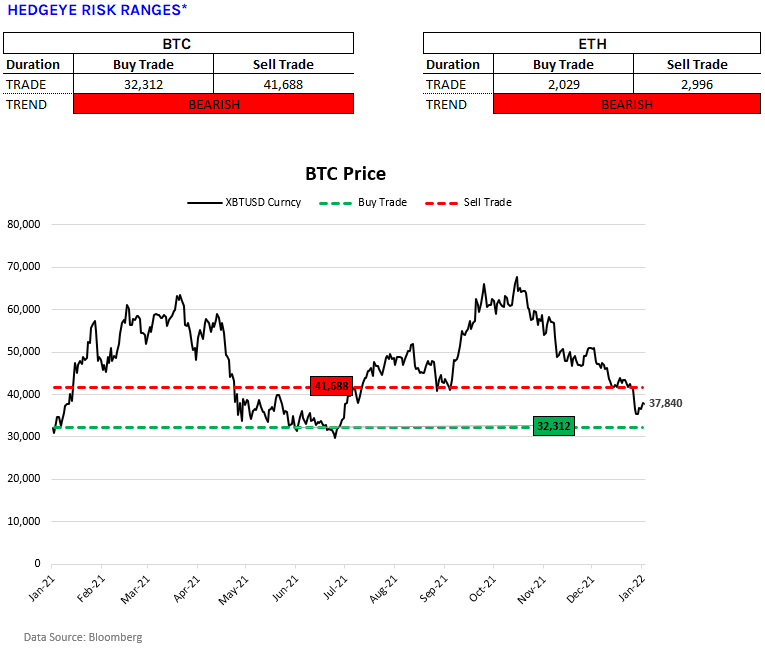 HEDGEYE RISK RANGES*
BTC
Duration Buy Trade Sell Trade
TRADE 32,312 41,688
TREND BEARISH
ETH
Duration Buy Trade Sell Trade
TRADE 2,029 2,996
TREND BEARISH
BTC Price
XBTUSD Curncy Buy Trade Sell Trade
80,000
70,000
60,000
50,000
40,000
30,000
20,000
10,000
0
41,688
37,840
32,312
Jan-21 Feb-21 Mar-21 Apr-21 May-21 Jun-21 Jul-21 Aug-21 Sep-21 Oct-21 Nov-21 Dec-21 Jan-22
Data Source: Bloomberg